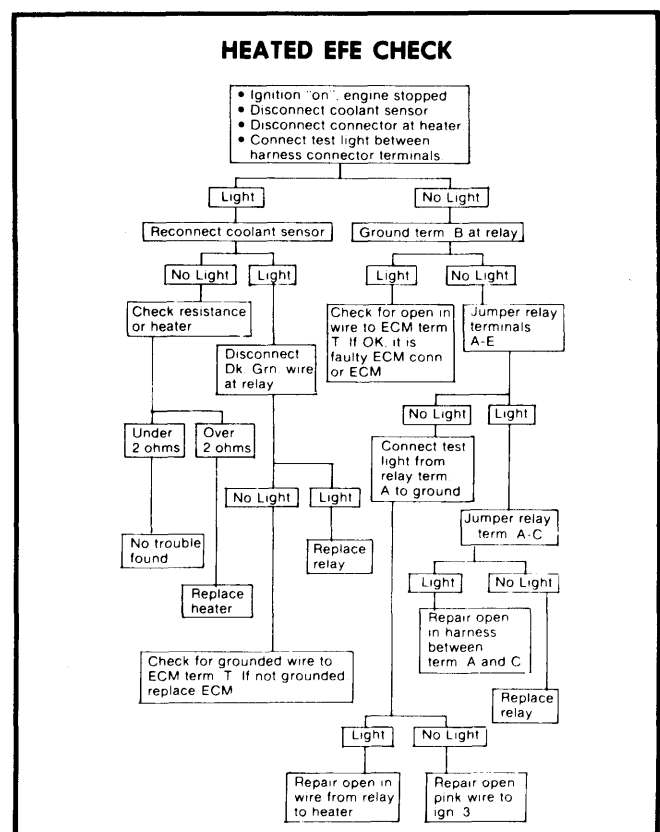 HEATED EFE CHECK
• Ignition "on", engine stopped
• Disconnect coolant sensor
• Disconnect connector at heater
• Connect test light between
harness connector terminals
Light
No Light
Reconnect coolant sensor
Ground term B at relay
No Light
Light
Light
No Light
Check resistance
or heater
Disconnect
Dk Grn wire
at relay
Check for open in
wire to ECM term
T If OK, it is
faulty ECM conn
or ECM
Jumper relay
terminals
A-E
Under
2 ohms
Over
2 ohms
No Light
Light
No Light
Light
Connect test
light from
relay term
A to ground
No trouble
found
Replace
heater
Replace
relay
Jumper relay
term A-C
Light
No Light
Repair open
in harness
between
term A and C
Replace
relay
Check for grounded wire to
ECM term T If not grounded
replace ECM
Light
No Light
Repair open in
wire from relay
to heater
Repair open
pink wire to
ign 3